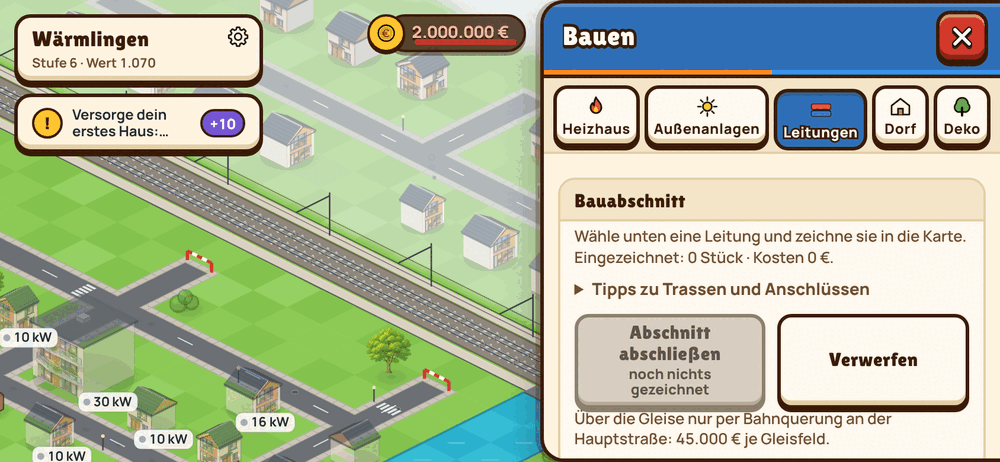 Wärmlingen
Stufe 6 · Wert 1.070
Versorge dein
erstes Haus:...
+10
2.000.000 €
10 kW
30 kW
16 kW
10 kW
10 kW
Bauen
Heizhaus
Außenanlagen
Leitungen
Dorf
Deko
Bauabschnitt
Wähle unten eine Leitung und zeichne sie in die Karte.
Eingezeichnet: 0 Stück · Kosten 0 €.
Tipps zu Trassen und Anschlüssen
Abschnitt
abschließen
noch nichts
gezeichnet
Verwerfen
Über die Gleise nur per Bahnquerung an der
Hauptstraße: 45.000 € je Gleisfeld.